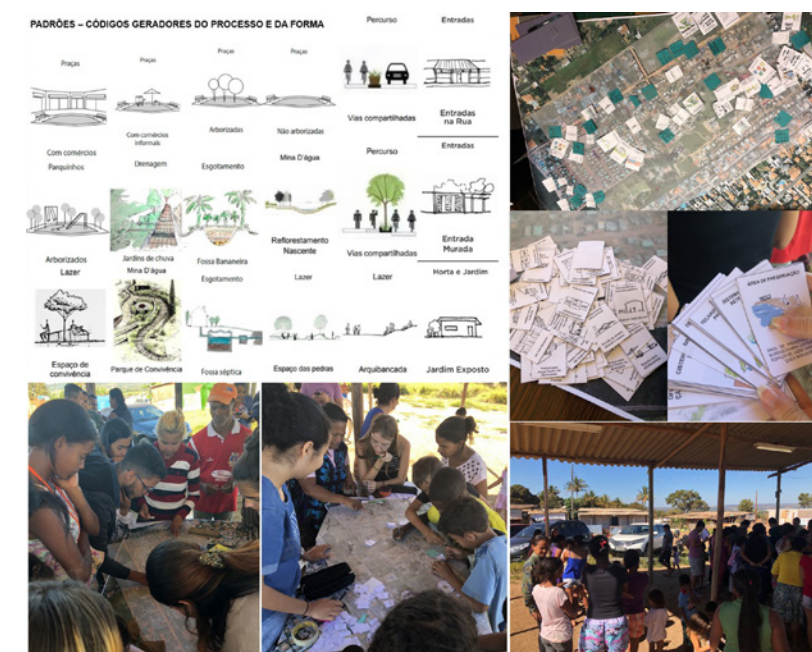 PADRÕES – CÓDIGOS GERADORES DO PROCESSO E DA FORMA
Percurso
Entradas
Praças
Praças
Praças
Praças
Com comércios
Com comércios informais
Arborizadas
Não arborizadas
Vias compartilhadas
Entradas
na Rua
Parquinhos
Drenagem
Esgotamento
Mina D'água
Percurso
Entradas
Arborizados
Jardins de chuva
Fossa Bananeira
Reflorestamento
Nascente
Vias compartilhadas
Entrada
Murada
Lazer
Mina D'água
Esgotamento
Lazer
Lazer
Horta e Jardim
Espaço de
convivência
Parque de Convivência
Fossa séptica
Espaço das pedras
Arquibancada
Jardim Exposto
ÁREA DE PRESERVAÇÃO